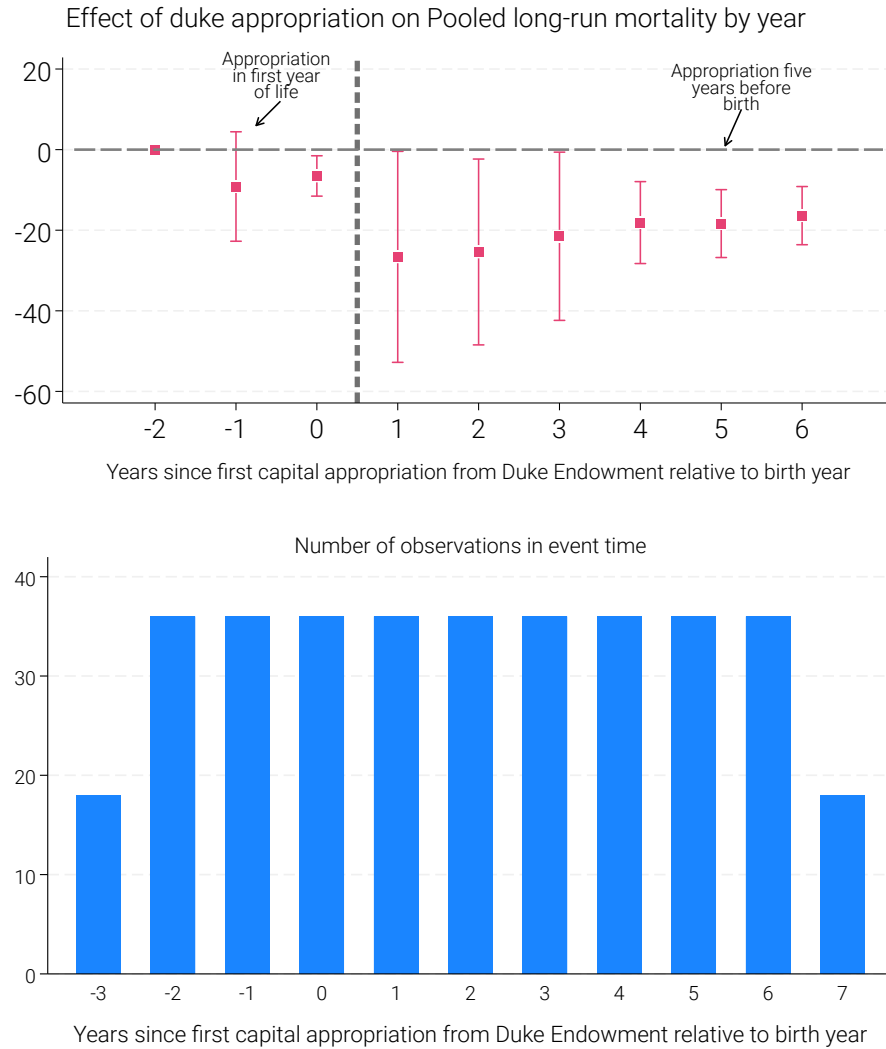 Effect of duke appropriation on Pooled long-run mortality by year
Appropriation
in first year
of life
Appropriation five
years before
birth
20
0
-20
-40
-60
-2 -1 0 1 2 3 4 5 6
Years since first capital appropriation from Duke Endowment relative to birth year
Number of observations in event time
40
30
20
10
0
-3 -2 -1 0 1 2 3 4 5 6 7
Years since first capital appropriation from Duke Endowment relative to birth year